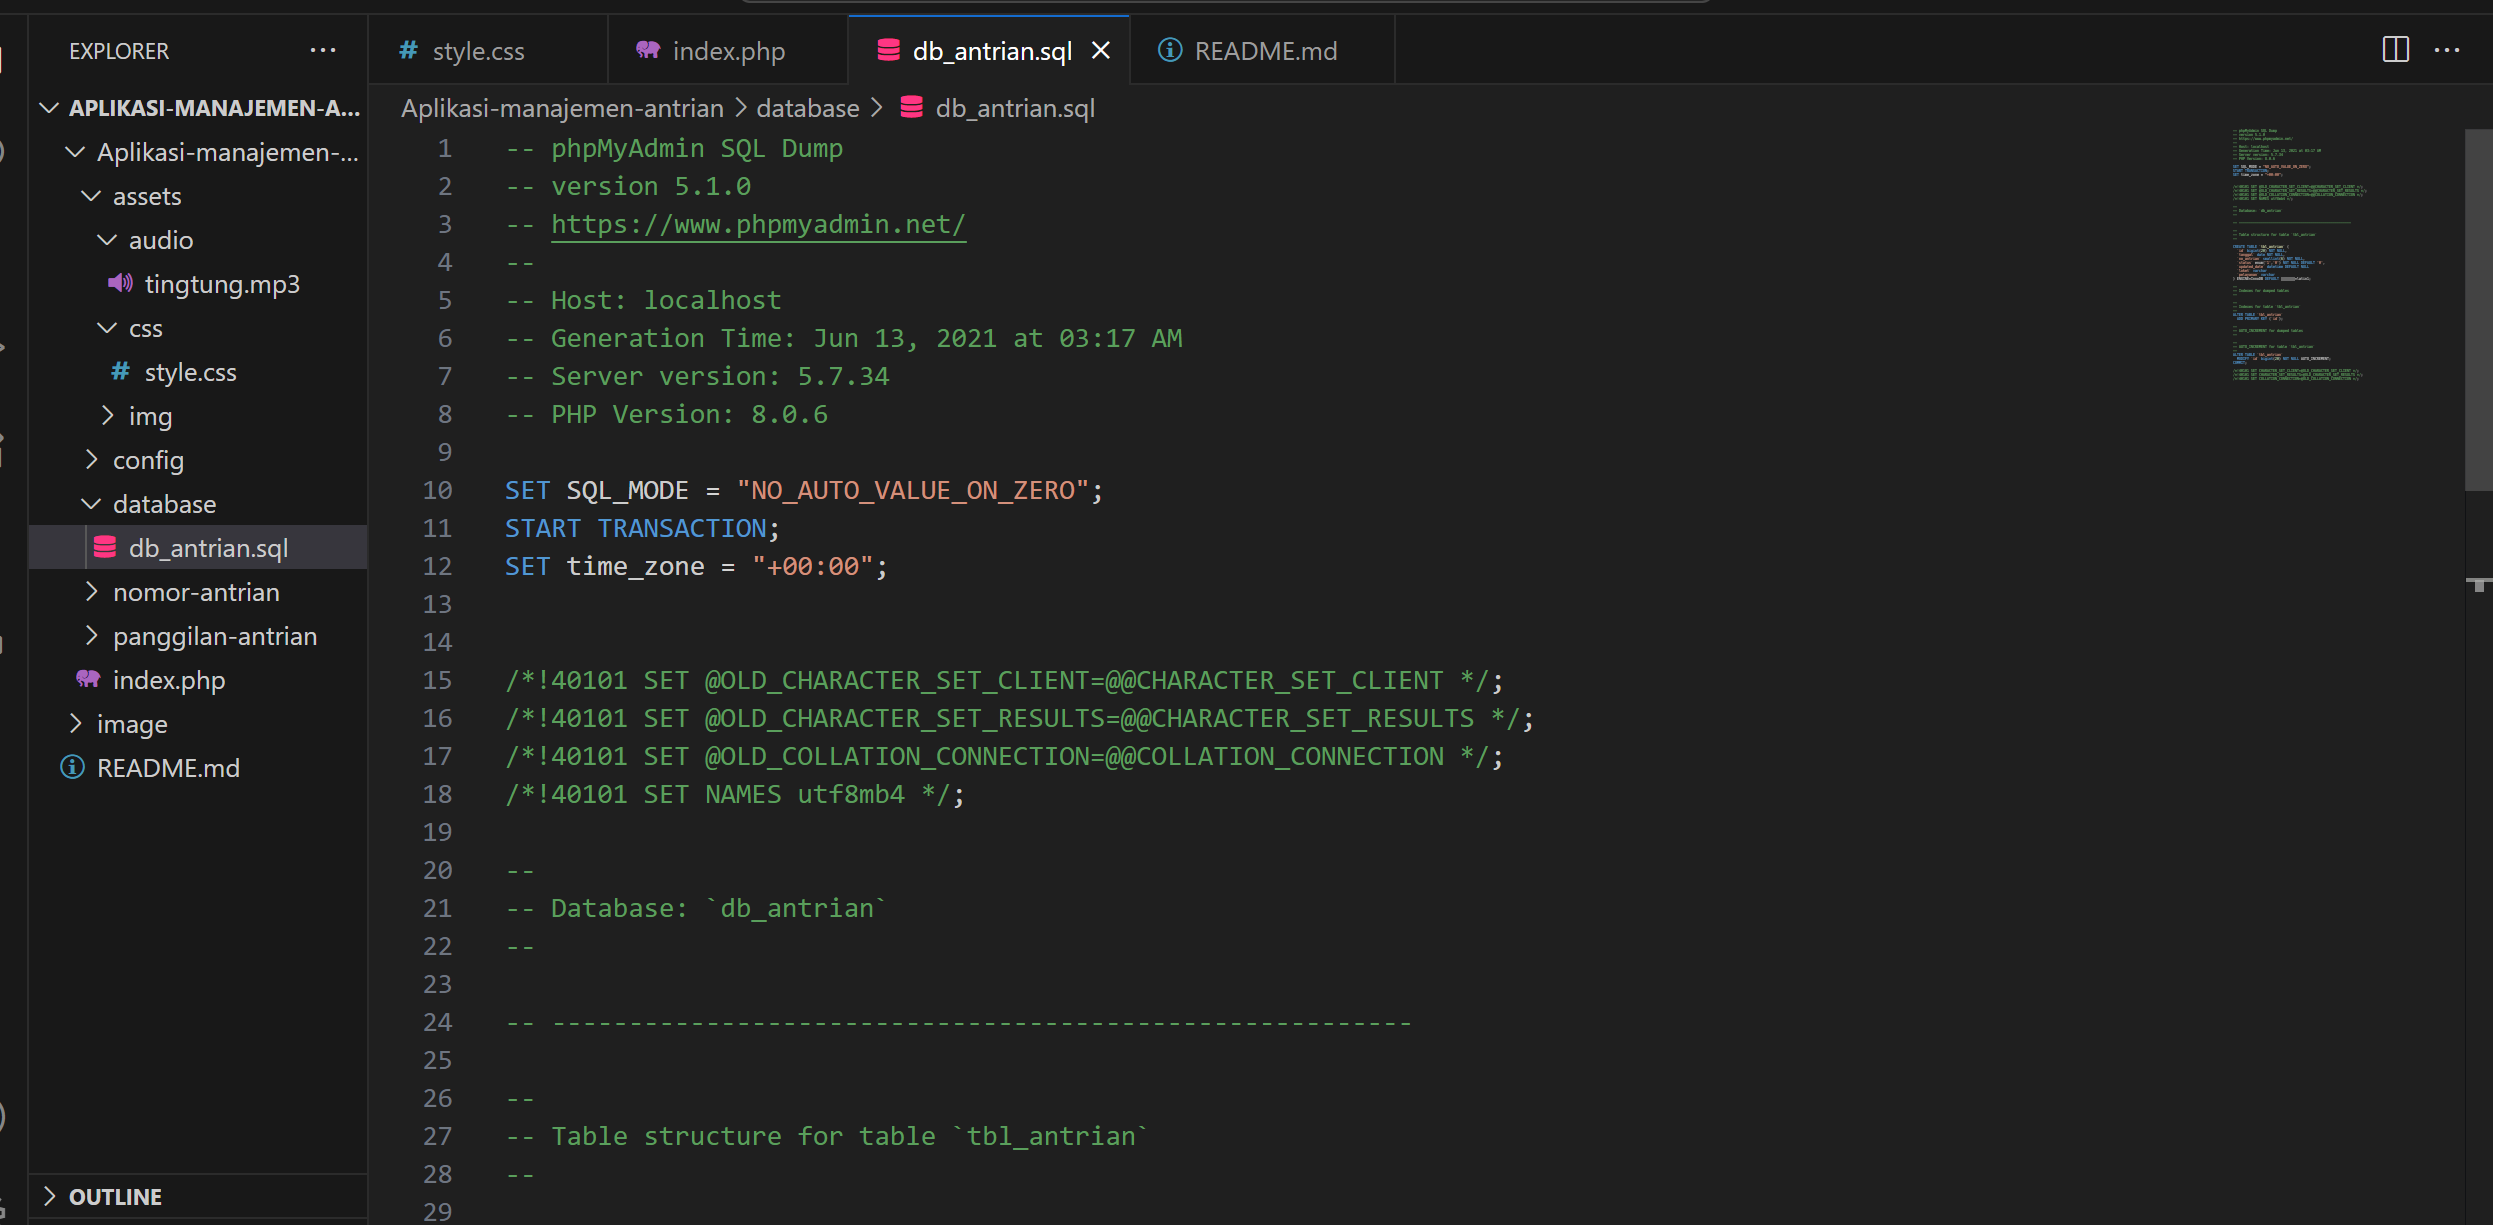 EXPLORER
APLIKASI-MANAJEMEN-A...
Aplikasi-manajemen-...
assets
audio
tingtung.mp3
css
style.css
img
config
database
db_antrian.sql
nomor-antrian
panggilan-antrian
index.php
image
README.md
OUTLINE
style.css
index.php
db_antrian.sql
README.md
Aplikasi-manajemen-antrian > database > db_antrian.sql
1 -- phpMyAdmin SQL Dump
2 -- version 5.1.0
3 -- https://www.phpmyadmin.net/
4 --
5 -- Host: localhost
6 -- Generation Time: Jun 13, 2021 at 03:17 AM
7 -- Server version: 5.7.34
8 -- PHP Version: 8.0.6
9
10 SET SQL_MODE = "NO_AUTO_VALUE_ON_ZERO";
11 START TRANSACTION;
12 SET time_zone = "+00:00";
13
14
15 /*!40101 SET @OLD_CHARACTER_SET_CLIENT=@@CHARACTER_SET_CLIENT */;
16 /*!40101 SET @OLD_CHARACTER_SET_RESULTS=@@CHARACTER_SET_RESULTS */;
17 /*!40101 SET @OLD_COLLATION_CONNECTION=@@COLLATION_CONNECTION */;
18 /*!40101 SET NAMES utf8mb4 */;
19
20 --
21 -- Database: `db_antrian`
22 --
23
24 -- --------------------------------------------------------
25
26 --
27 -- Table structure for table `tbl_antrian`
28 --
29